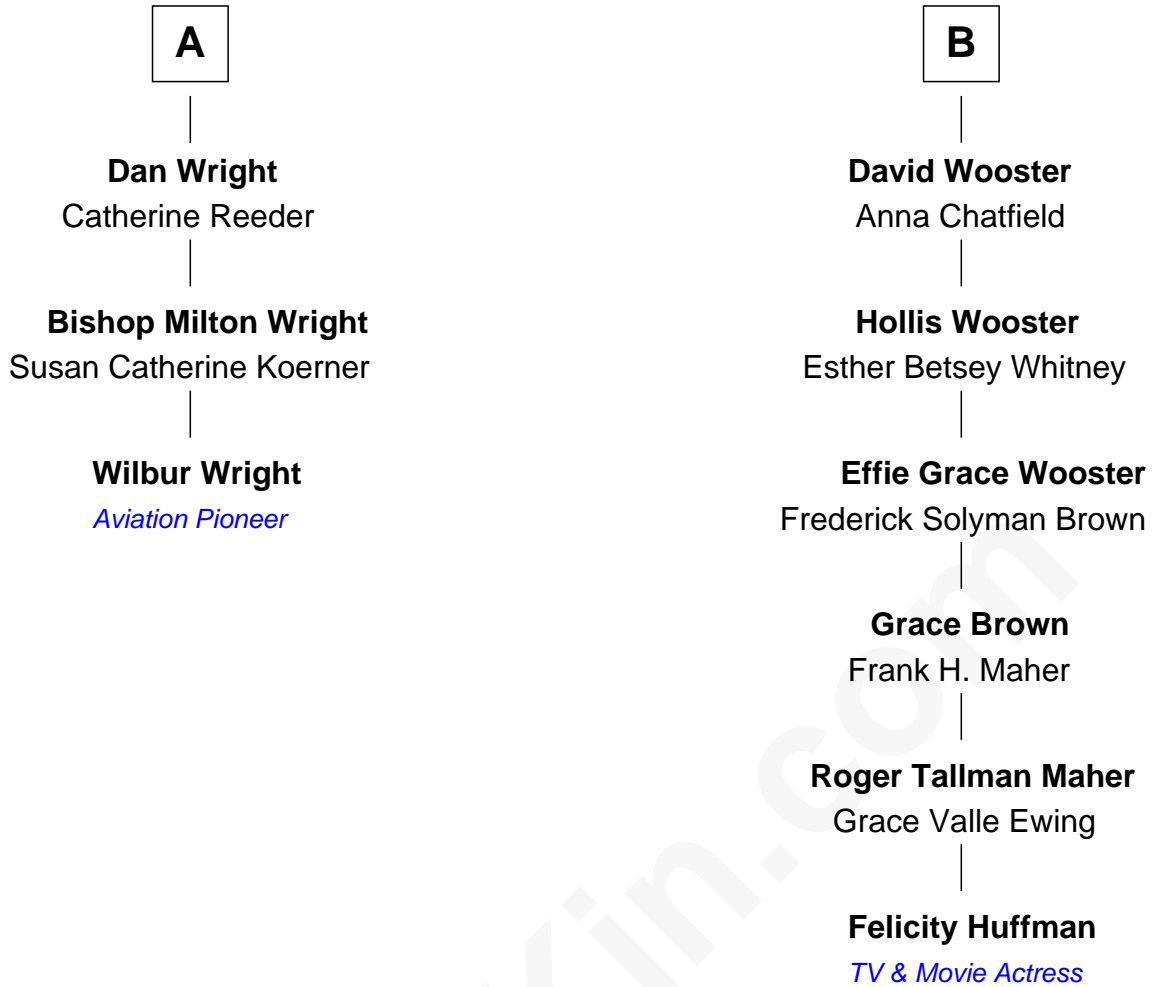 A
Dan Wright
Catherine Reeder
Bishop Milton Wright
Susan Catherine Koerner
Wilbur Wright
Aviation Pioneer
B
David Wooster
Anna Chatfield
Hollis Wooster
Esther Betsey Whitney
Effie Grace Wooster
Frederick Solyman Brown
Grace Brown
Frank H. Maher
Roger Tallman Maher
Grace Valle Ewing
Felicity Huffman
TV & Movie Actress
Kin.com